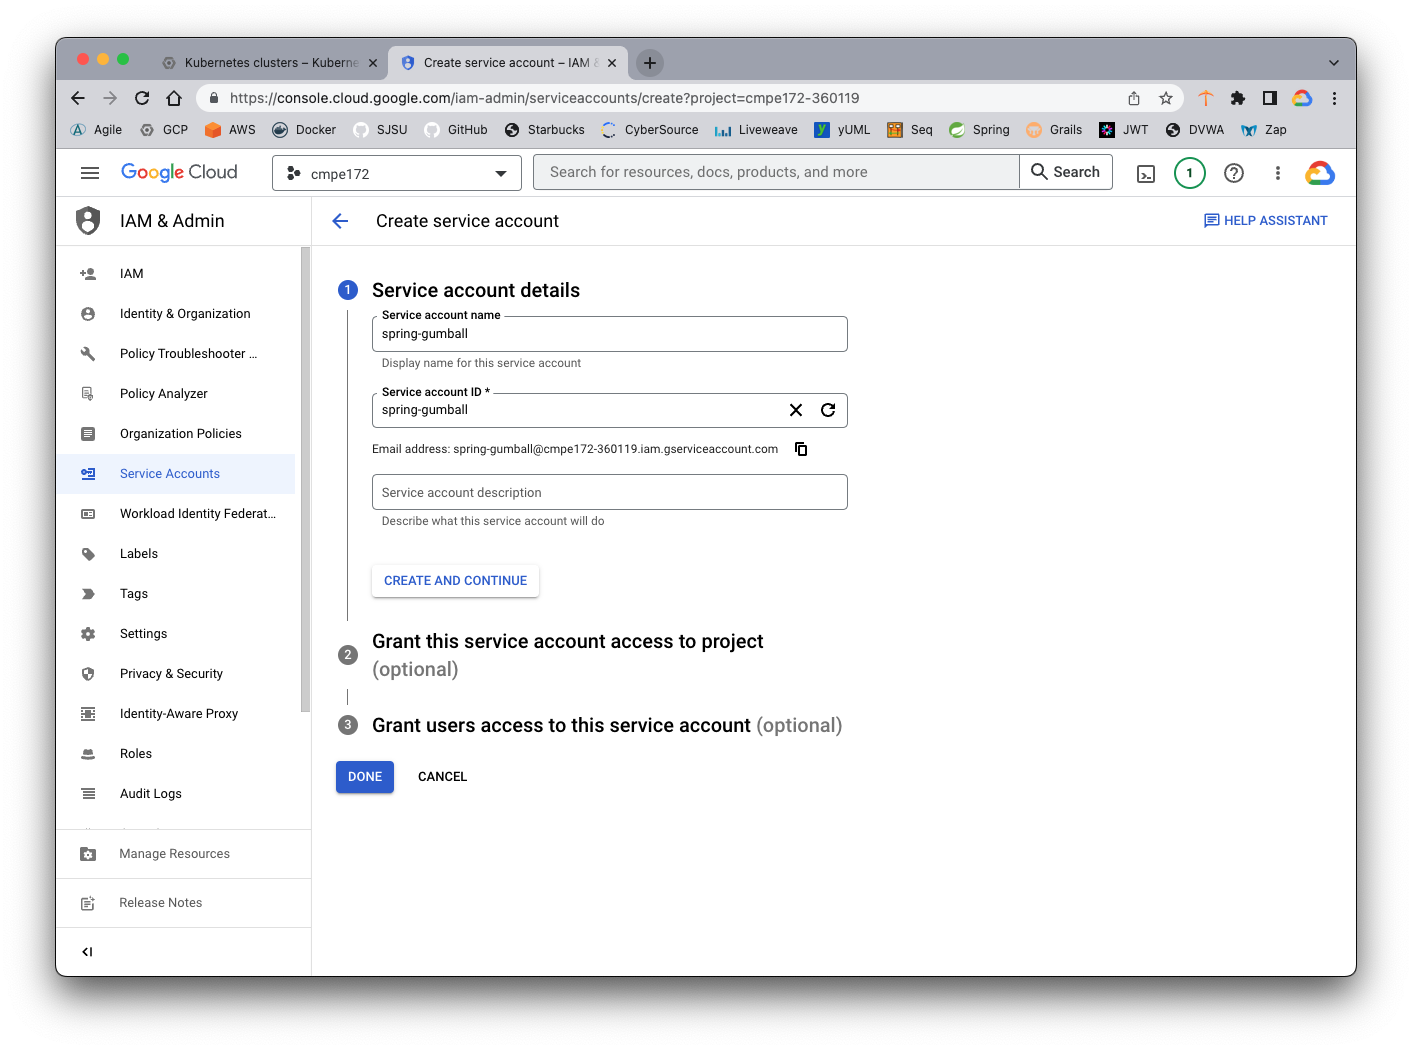 Kubernetes clusters – Kuberne
Create service account – IAM &
https://console.cloud.google.com/iam-admin/serviceaccounts/create?project=cmpe172-360119
Agile GCP AWS Docker SJSU GitHub Starbucks CyberSource Liveweave yUML Seq Spring Grails JWT DVWA Zap
Google Cloud cmpe172 Search for resources, docs, products, and more Search 1
IAM & Admin
Create service account
HELP ASSISTANT
IAM
Identity & Organization
Policy Troubleshooter ...
Policy Analyzer
Organization Policies
Service Accounts
Workload Identity Federat...
Labels
Tags
Settings
Privacy & Security
Identity-Aware Proxy
Roles
Audit Logs
Manage Resources
Release Notes
1 Service account details
Service account name
spring-gumball
Display name for this service account
Service account ID *
spring-gumball
Email address: spring-gumball@cmpe172-360119.iam.gserviceaccount.com
Service account description
Describe what this service account will do
CREATE AND CONTINUE
2 Grant this service account access to project
(optional)
3 Grant users access to this service account (optional)
DONE CANCEL